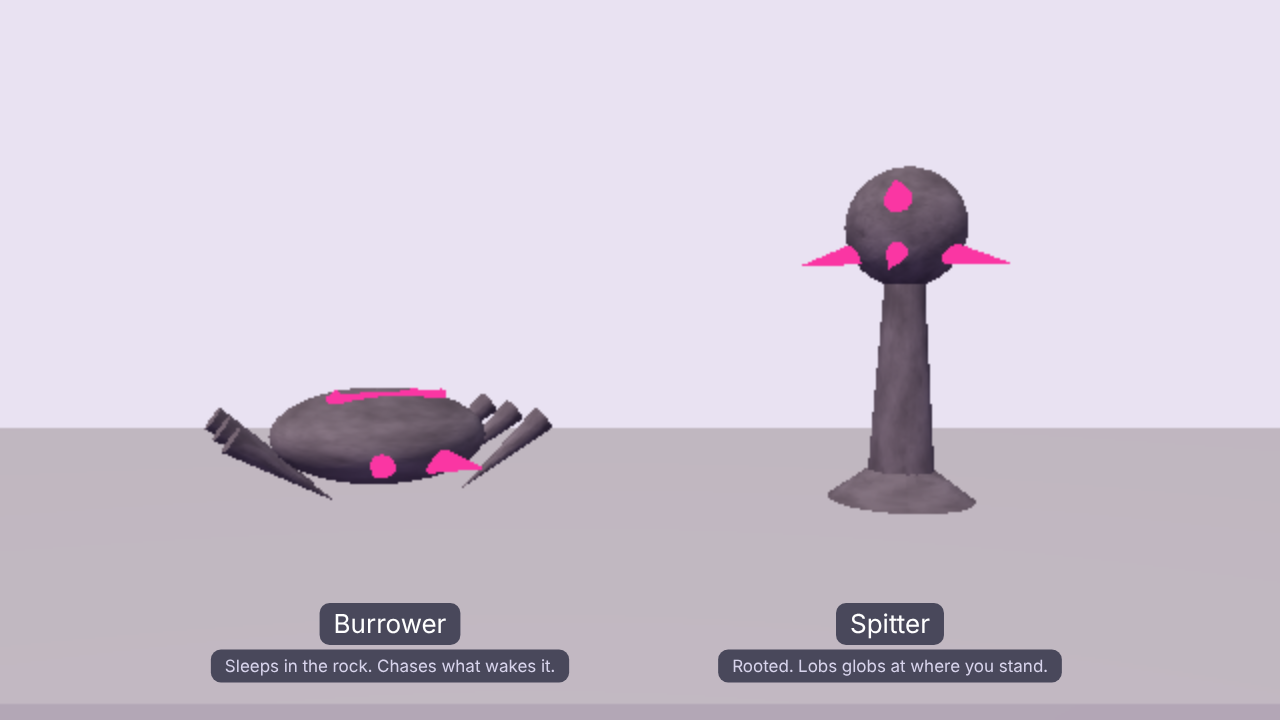 Burrower
Sleeps in the rock. Chases what wakes it.
Spitter
Rooted. Lobs globs at where you stand.